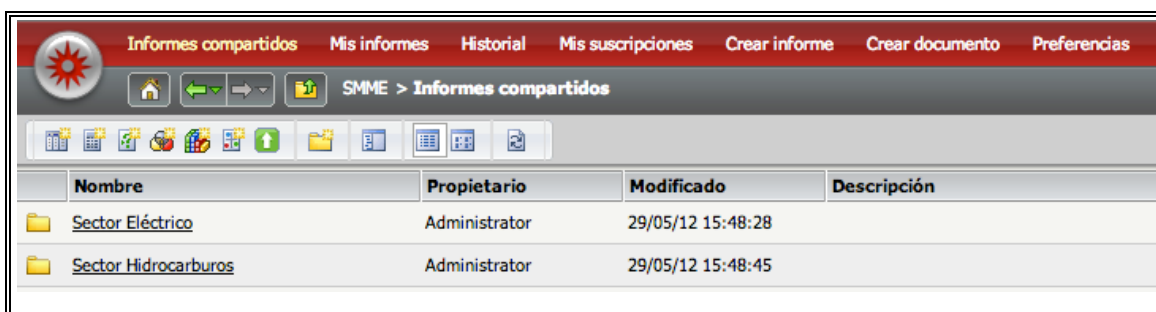 Informes compartidos Mis informes Historial Mis suscripciones Crear informe Crear documento Preferencias
SMME > Informes compartidos
Nombre Propietario Modificado Descripción
Sector Eléctrico Administrator 29/05/12 15:48:28
Sector Hidrocarburos Administrator 29/05/12 15:48:45